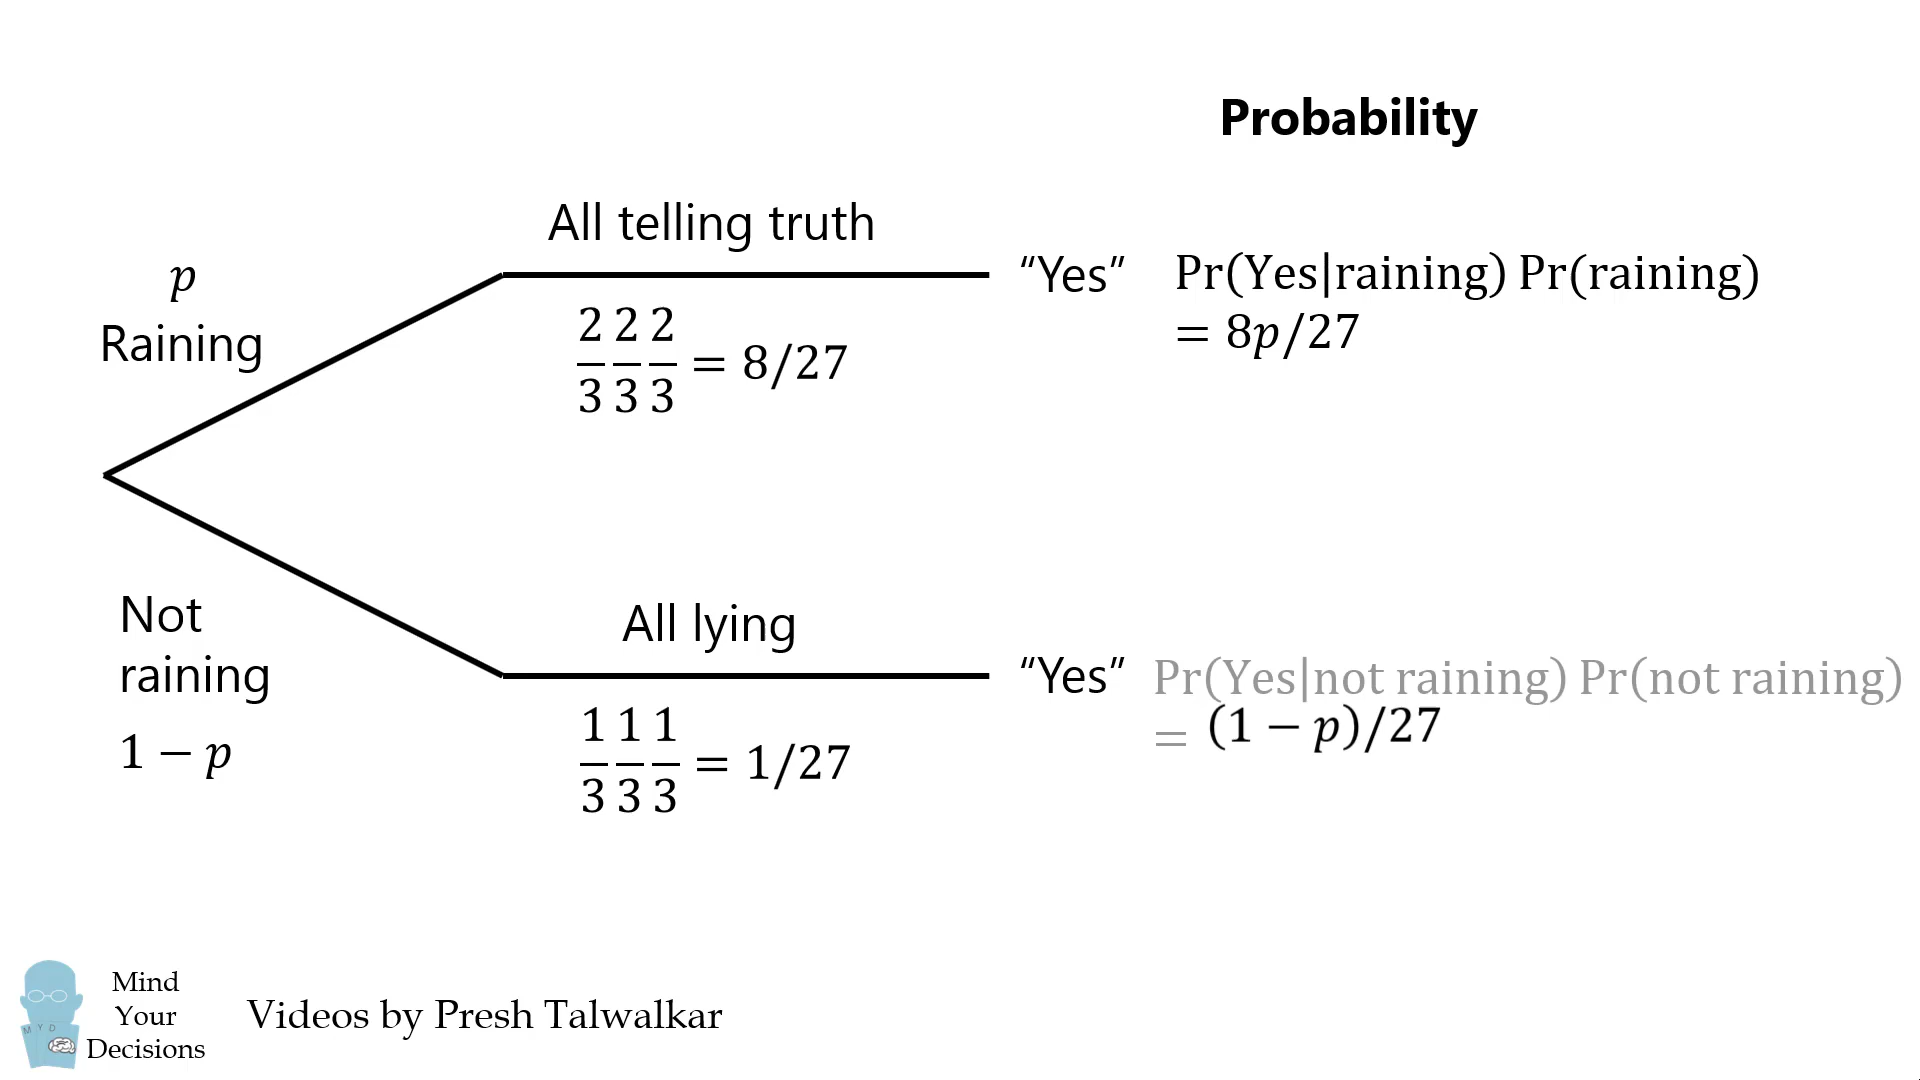 Probability
All telling truth
p
Raining
2/3 2/3 2/3 = 8/27
“Yes” Pr(Yes|raining) Pr(raining)
= 8p/27
Not
raining
1 − p
All lying
1/3 1/3 1/3 = 1/27
“Yes” Pr(Yes|not raining) Pr(not raining)
= (1 − p)/27
M Y D
Mind
Your
Decisions
Videos by Presh Talwalkar